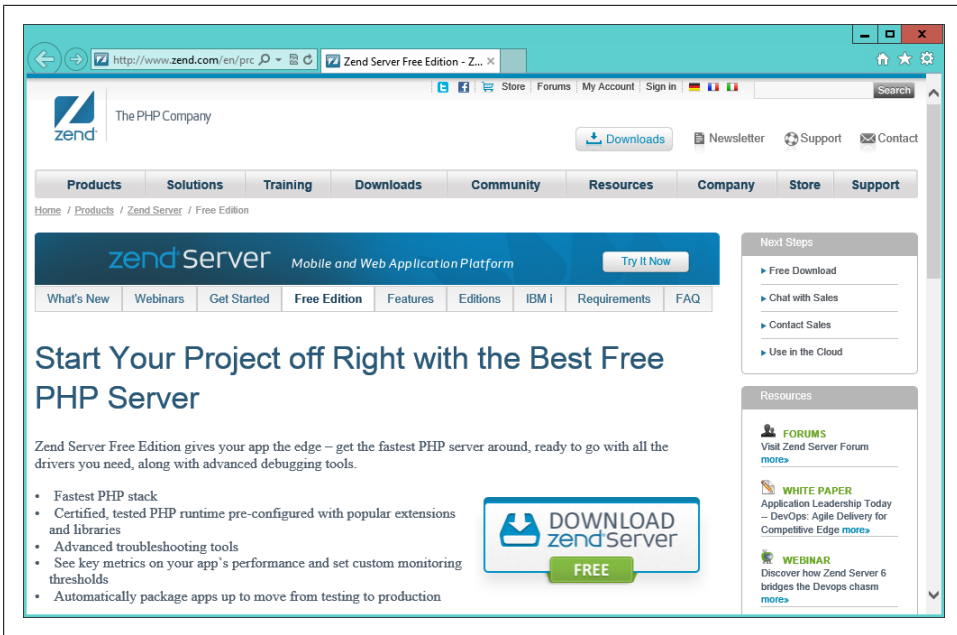 http://www.zend.com/en/prc
Zend Server Free Edition - Z...
Store Forums My Account Sign in
Search
zend
The PHP Company
Downloads Newsletter Support Contact
Products Solutions Training Downloads Community Resources Company Store Support
Home / Products / Zend Server / Free Edition
zend Server Mobile and Web Application Platform Try It Now
What's New Webinars Get Started Free Edition Features Editions IBM i Requirements FAQ
Start Your Project off Right with the Best Free
PHP Server
Zend Server Free Edition gives your app the edge – get the fastest PHP server around, ready to go with all the
drivers you need, along with advanced debugging tools.
• Fastest PHP stack
• Certified, tested PHP runtime pre-configured with popular extensions
and libraries
• Advanced troubleshooting tools
• See key metrics on your app's performance and set custom monitoring
thresholds
• Automatically package apps up to move from testing to production
DOWNLOAD
zend Server
FREE
Next Steps
Free Download
Chat with Sales
Contact Sales
Use in the Cloud
Resources
FORUMS
Visit Zend Server Forum
more»
WHITE PAPER
Application Leadership Today
– DevOps: Agile Delivery for
Competitive Edge more»
WEBINAR
Discover how Zend Server 6
bridges the Devops chasm
more»